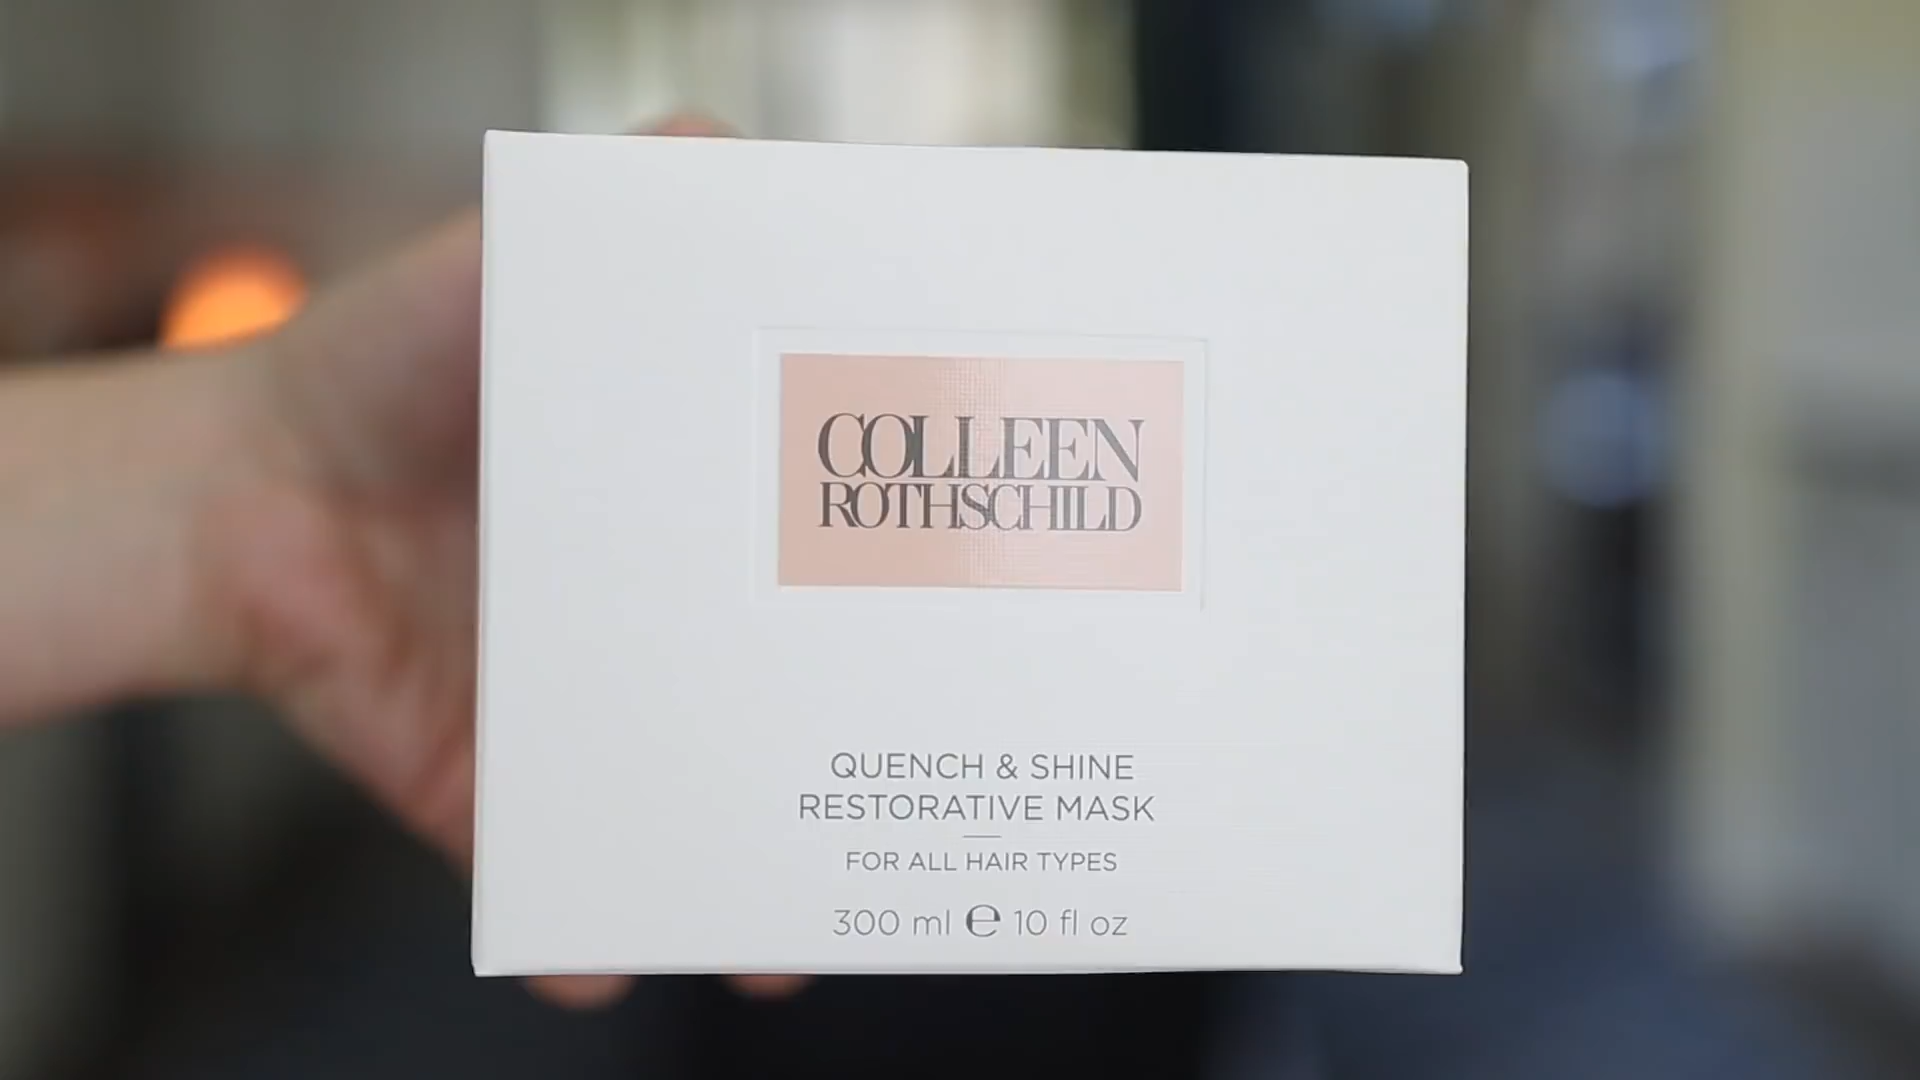 COLLEEN
ROTHSCHILD
QUENCH & SHINE
RESTORATIVE MASK
FOR ALL HAIR TYPES
300 ml ℮ 10 fl oz